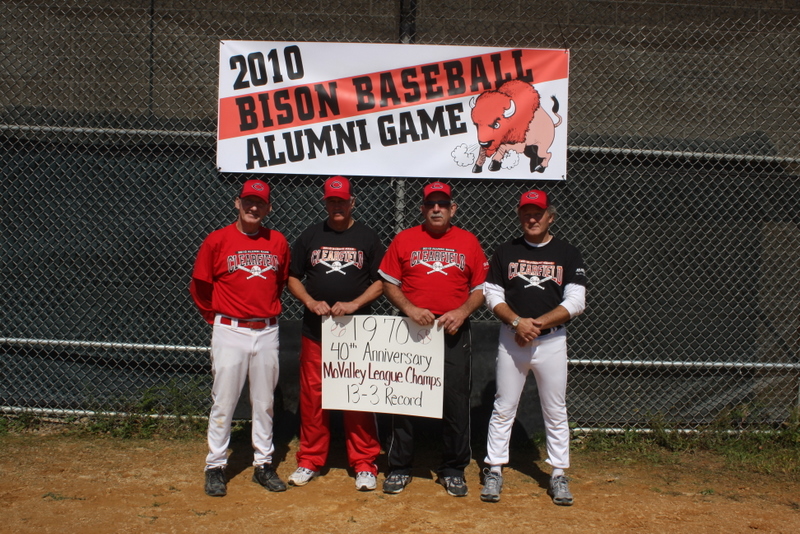 2010
BISON BASEBALL
ALUMNI GAME
C
C
C
C
CLEARFIELD
CLEARFIELD
CLEARFIELD
CLEARFIELD
1970
40th Anniversary
MoValley League Champs
13-3 Record